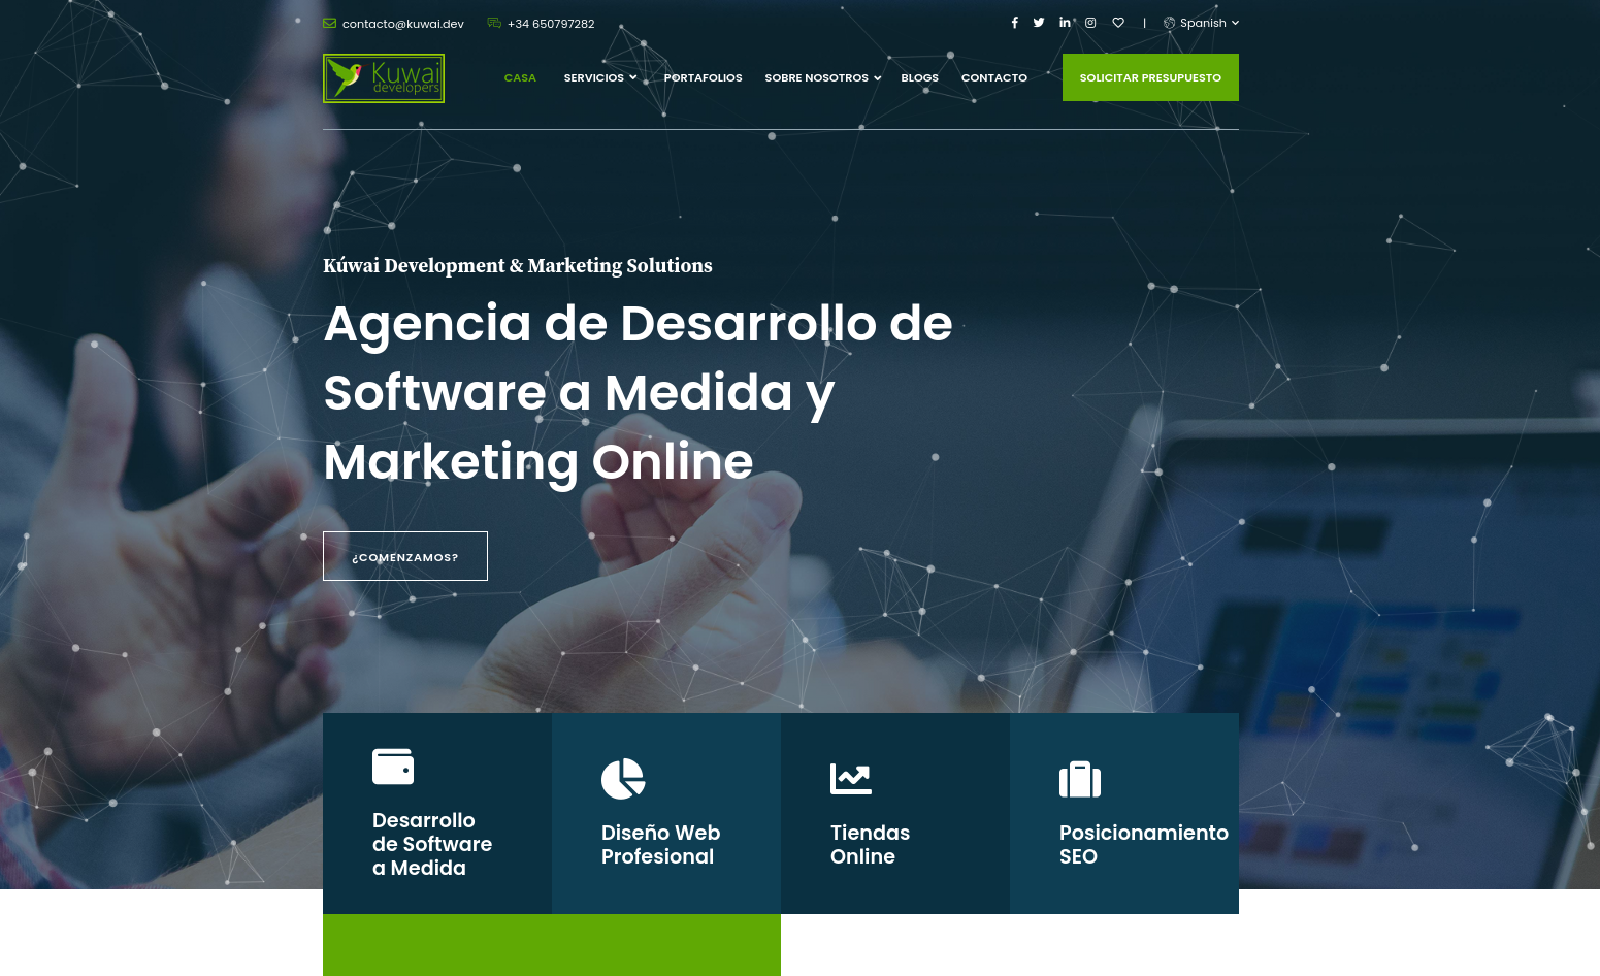 contacto@kuwai.dev
+34 650797282
|
Spanish
Kuwai
developers
CASA
SERVICIOS
PORTAFOLIOS
SOBRE NOSOTROS
BLOGS
CONTACTO
SOLICITAR PRESUPUESTO
Kúwai Development & Marketing Solutions
Agencia de Desarrollo de
Software a Medida y
Marketing Online
¿COMENZAMOS?
Desarrollo
de Software
a Medida
Diseño Web
Profesional
Tiendas
Online
Posicionamiento
SEO